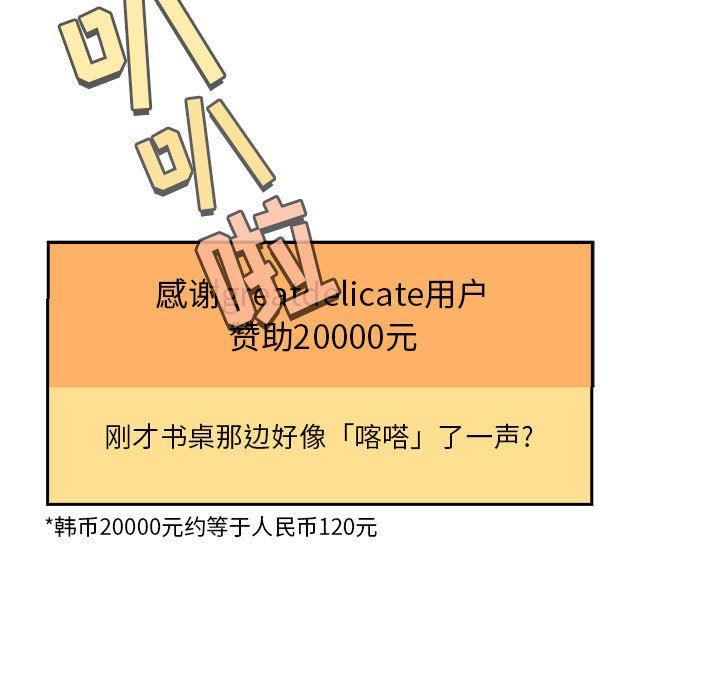 叭
叭
啦
感谢#greatdelicate用户
赞助20000元
刚才书桌那边好像「喀嗒」了一声?
*韩币20000元约等于人民币120元